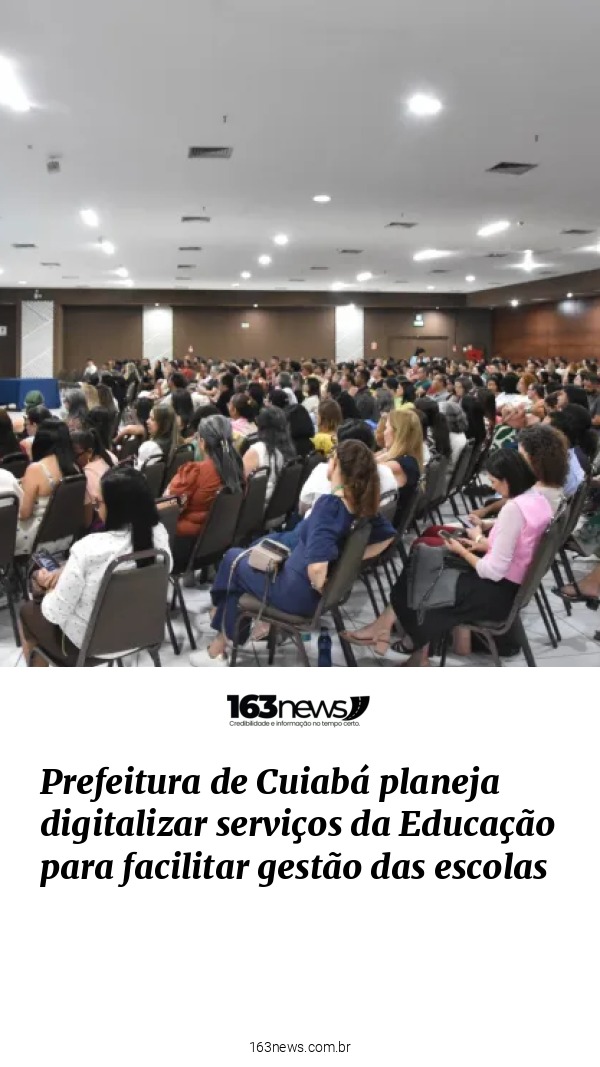 163news
Credibilidade e informação no tempo certo.
Prefeitura de Cuiabá planeja
digitalizar serviços da Educação
para facilitar gestão das escolas
163news.com.br